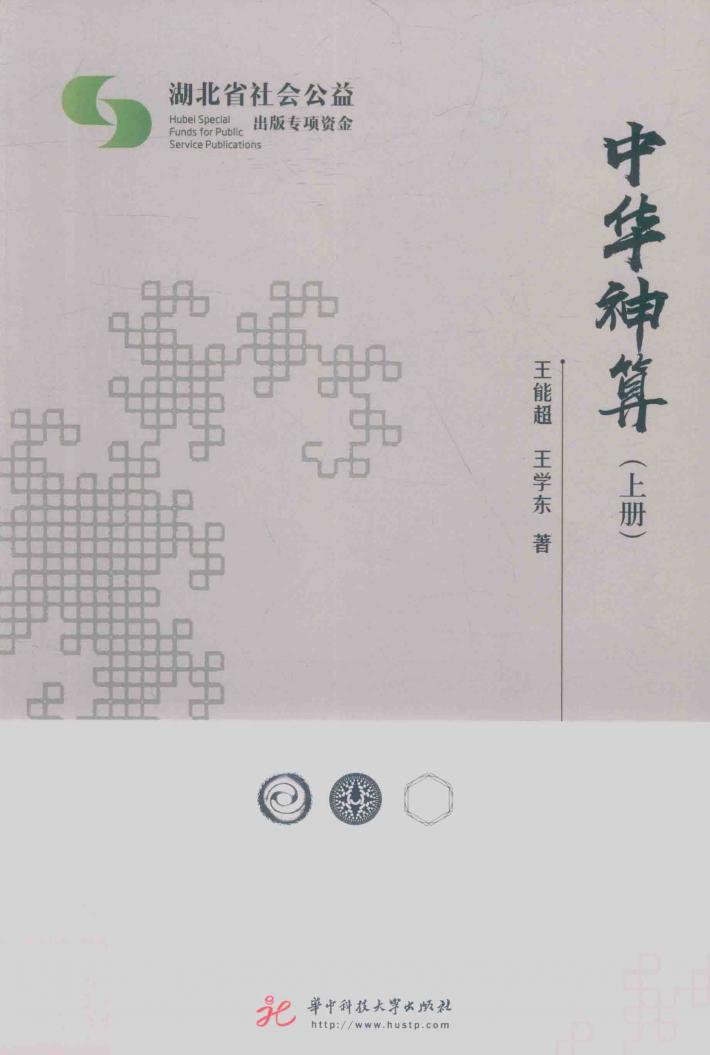 湖北省社会公益
Hubei Special
Funds for Public
Service Publications
出版专项资金
中华神算(上册)
王能超 王学东 著
华中科技大学出版社
http://www.hustp.com